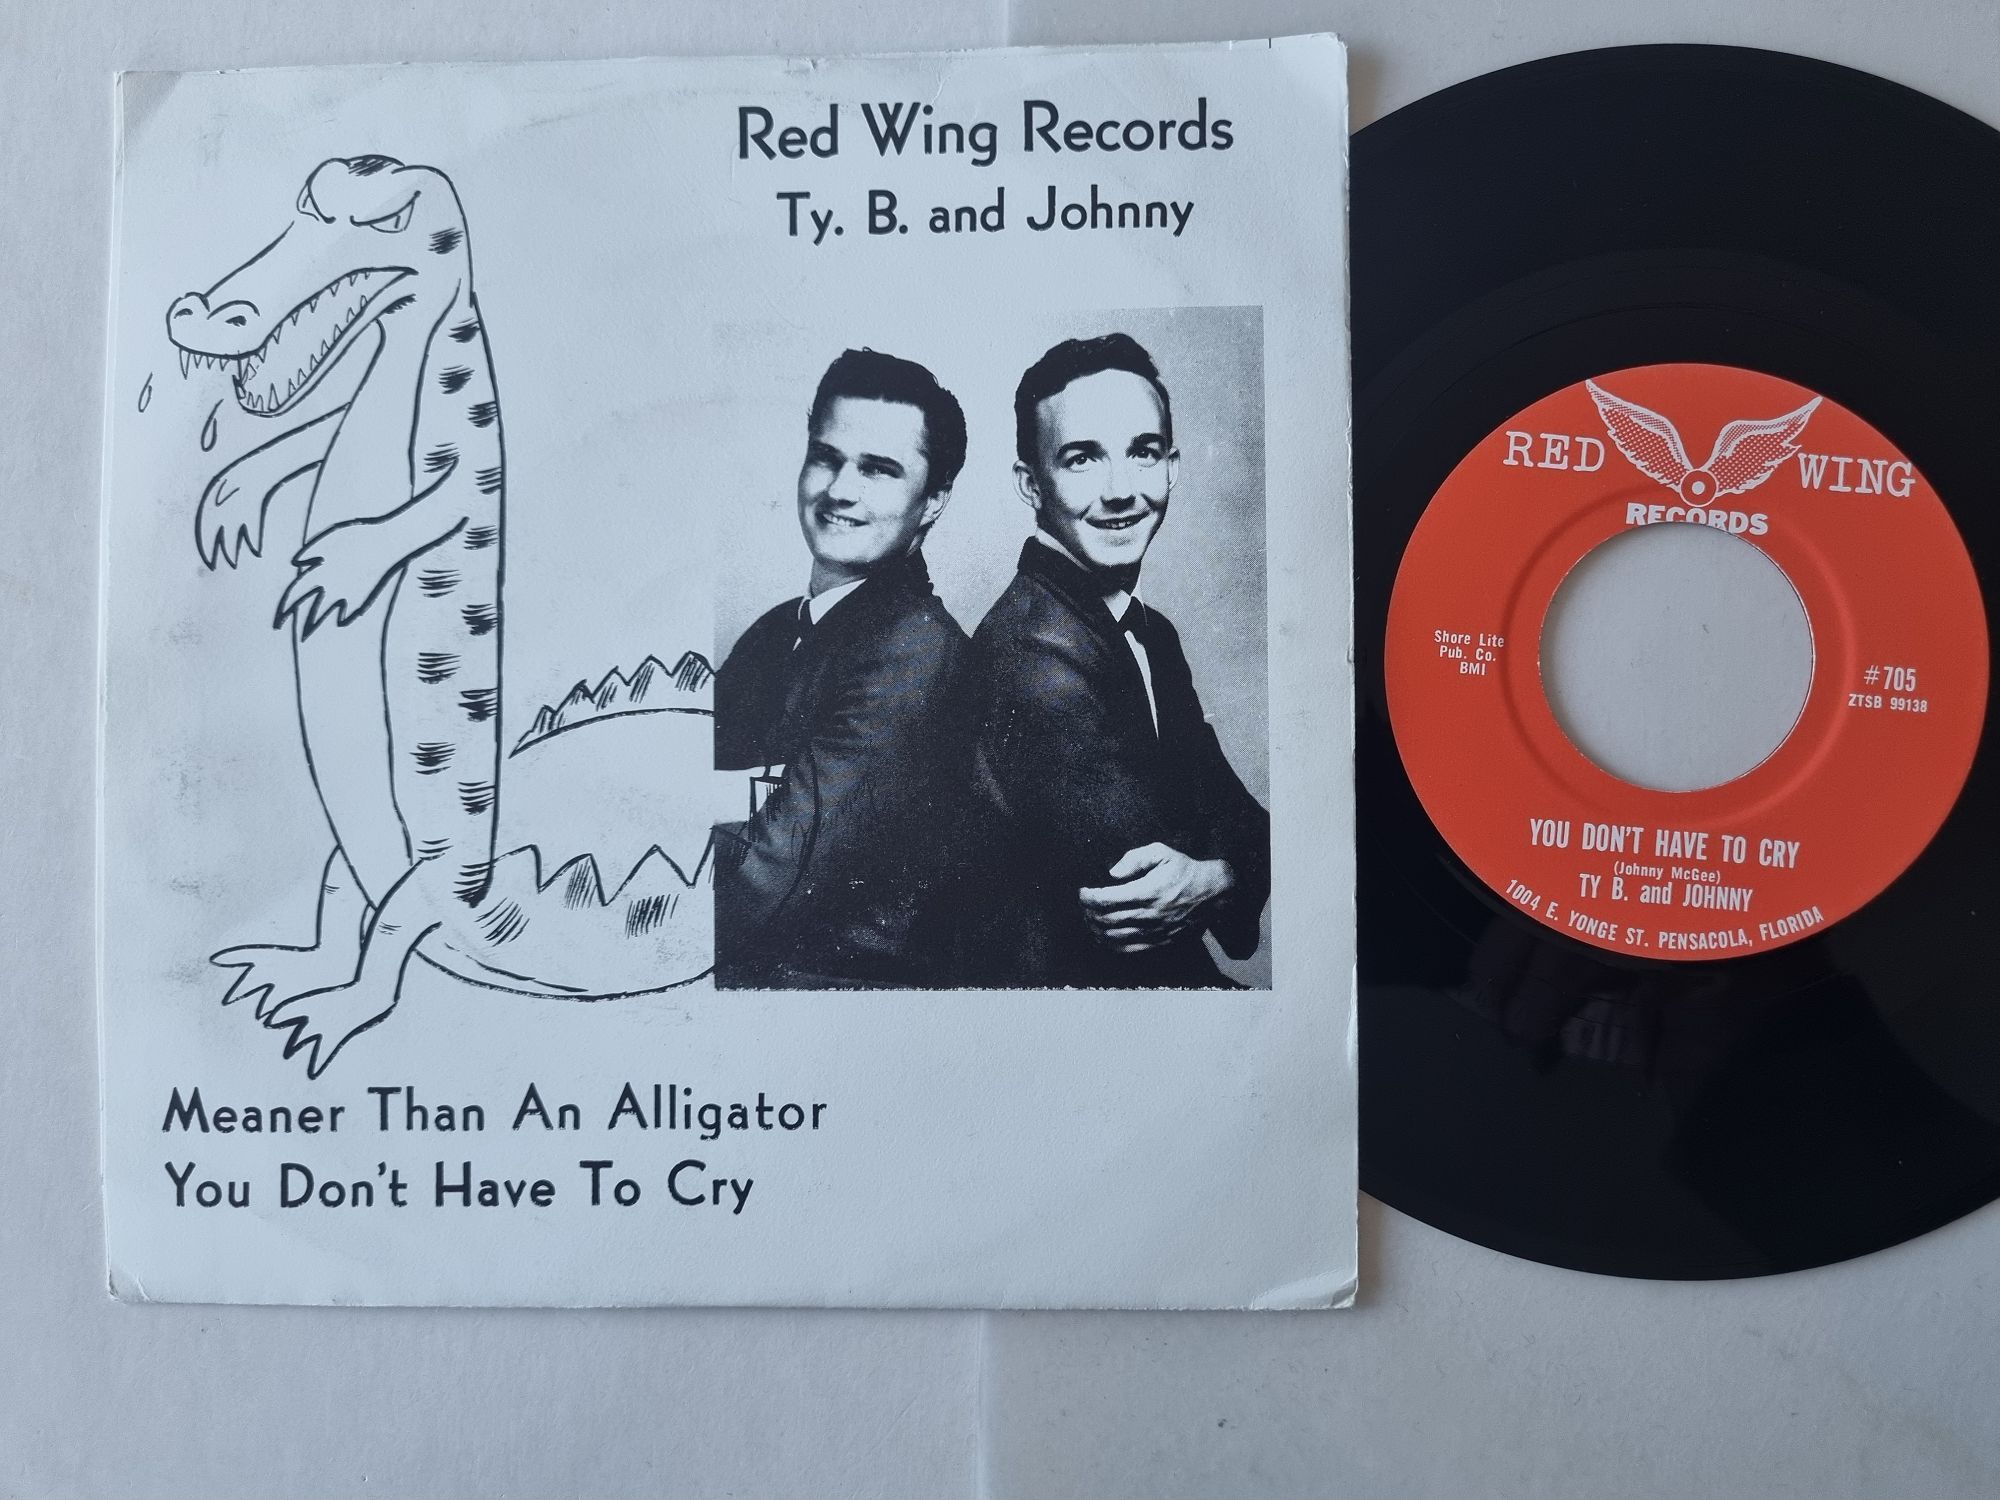 Red Wing Records
Ty. B. and Johnny
Meaner Than An Alligator
You Don't Have To Cry
RED WING
RECORDS
Shore Lite
Pub. Co.
BMI
#705
ZTSB 99138
YOU DON'T HAVE TO CRY
(Johnny McGee)
TY B. and JOHNNY
1004 E. YONGE ST. PENSACOLA, FLORIDA